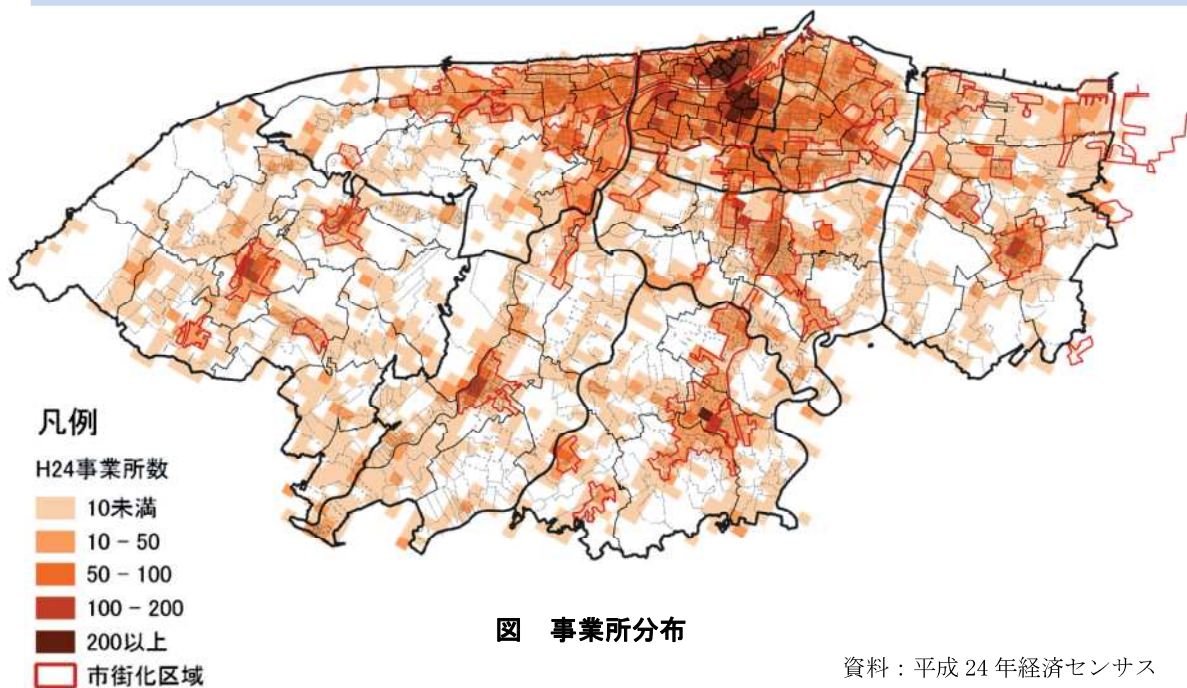 凡例
H24事業所数
10未満
10 - 50
50 - 100
100 - 200
200以上
市街化区域
図 事業所分布
資料：平成 24 年経済センサス